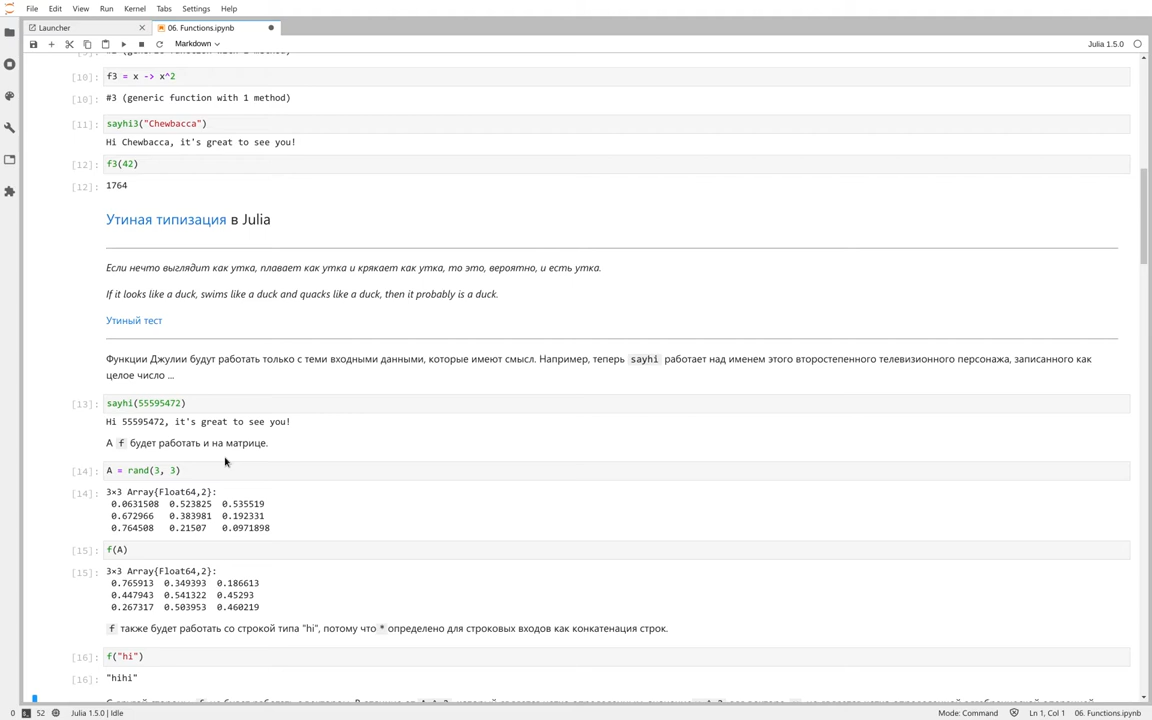 File Edit View Run Kernel Tabs Settings Help
Launcher
06. Functions.ipynb
Markdown
Julia 1.5.0
[10]: f3 = x -> x^2
[10]: #3 (generic function with 1 method)
[11]: sayhi3("Chewbacca")
Hi Chewbacca, it's great to see you!
[12]: f3(42)
[12]: 1764
Утиная типизация в Julia
Если нечто выглядит как утка, плавает как утка и крякает как утка, то это, вероятно, и есть утка.
If it looks like a duck, swims like a duck and quacks like a duck, then it probably is a duck.
Утиный тест
Функции Джулии будут работать только с теми входными данными, которые имеют смысл. Например, теперь sayhi работает над именем этого второстепенного телевизионного персонажа, записанного как
целое число ...
[13]: sayhi(55595472)
Hi 55595472, it's great to see you!
А f будет работать и на матрице.
[14]: A = rand(3, 3)
[14]: 3×3 Array{Float64,2}:
0.0631508 0.523825 0.535519
0.672966 0.383981 0.192331
0.764508 0.21507 0.0971898
[15]: f(A)
[15]: 3×3 Array{Float64,2}:
0.765913 0.349393 0.186613
0.447943 0.541322 0.45293
0.267317 0.503953 0.460219
f также будет работать со строкой типа "hi", потому что * определено для строковых входов как конкатенация строк.
[16]: f("hi")
[16]: "hihi"
0 52 Julia 1.5.0 | Idle Mode: Command Ln 1, Col 1 06. Functions.ipynb